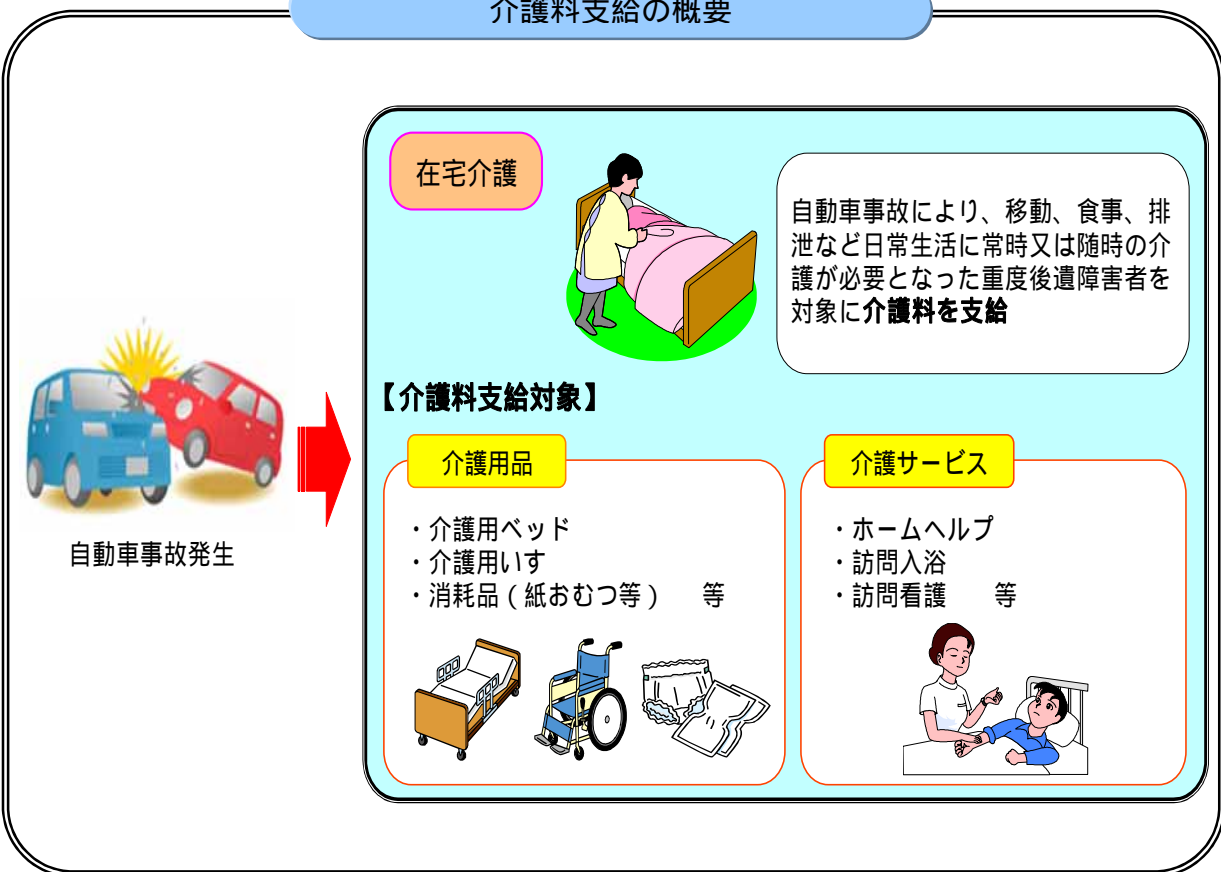 介護料支給の概要
在宅介護
自動車事故により、移動、食事、排
泄など日常生活に常時又は随時の介
護が必要となった重度後遺障害者を
対象に介護料を支給
【介護料支給対象】
介護用品
・介護用ベッド
・介護用いす
・消耗品（紙おむつ等）　等
介護サービス
・ホームヘルプ
・訪問入浴
・訪問看護　等
自動車事故発生